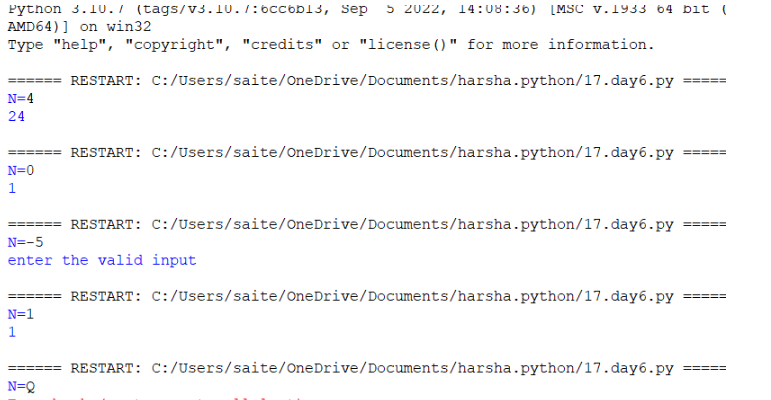 Python 3.10.7 (tags/v3.10.7:6cc6b13, Sep  5 2022, 14:08:36) [MSC v.1933 64 bit (
AMD64)] on win32
Type "help", "copyright", "credits" or "license()" for more information.
====== RESTART: C:/Users/saite/OneDrive/Documents/harsha.python/17.day6.py =====
N=4
24
====== RESTART: C:/Users/saite/OneDrive/Documents/harsha.python/17.day6.py =====
N=0
1
====== RESTART: C:/Users/saite/OneDrive/Documents/harsha.python/17.day6.py =====
N=-5
enter the valid input
====== RESTART: C:/Users/saite/OneDrive/Documents/harsha.python/17.day6.py =====
N=1
1
====== RESTART: C:/Users/saite/OneDrive/Documents/harsha.python/17.day6.py =====
N=Q